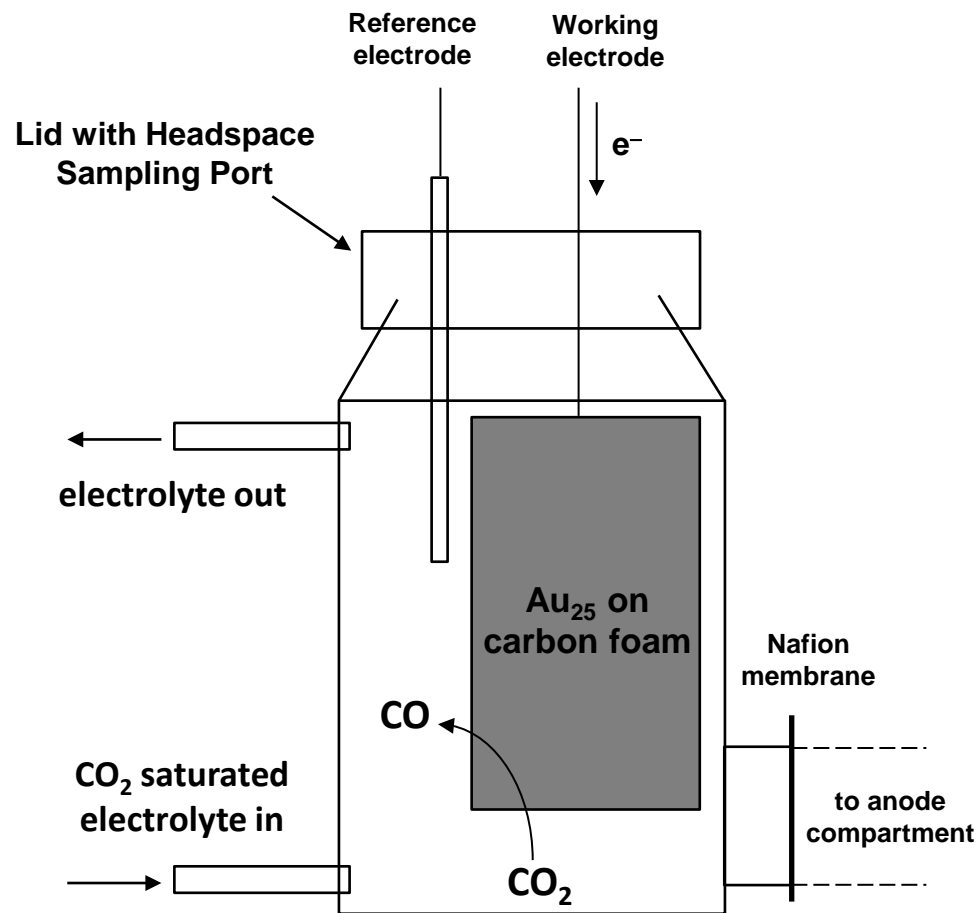 Reference
electrode
Working
electrode
Lid with Headspace
Sampling Port
e⁻
electrolyte out
Au₂₅ on
carbon foam
Nafion
membrane
CO
CO₂ saturated
electrolyte in
to anode
compartment
CO₂